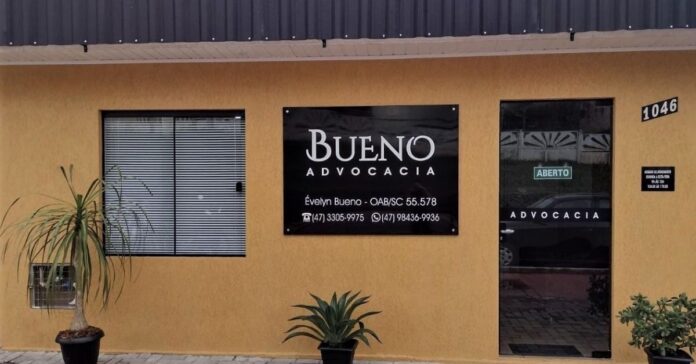 BUENO
ADVOCACIA
Évelyn Bueno - OAB/SC 55.578
(47) 3305-9975 (47) 98436-9936
ABERTO
ADVOCACIA
1046